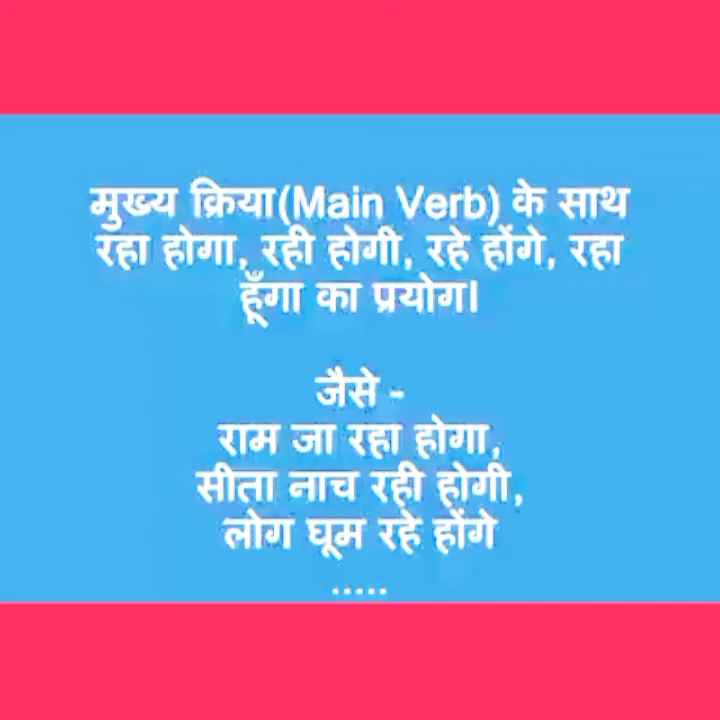 मुख्य क्रिया(Main Verb) के साथ
रहा होगा, रही होगी, रहे होंगे, रहा
हूँगा का प्रयोग।
जैसे -
राम जा रहा होगा,
सीता नाच रही होगी,
लोग घूम रहे होंगे
.....